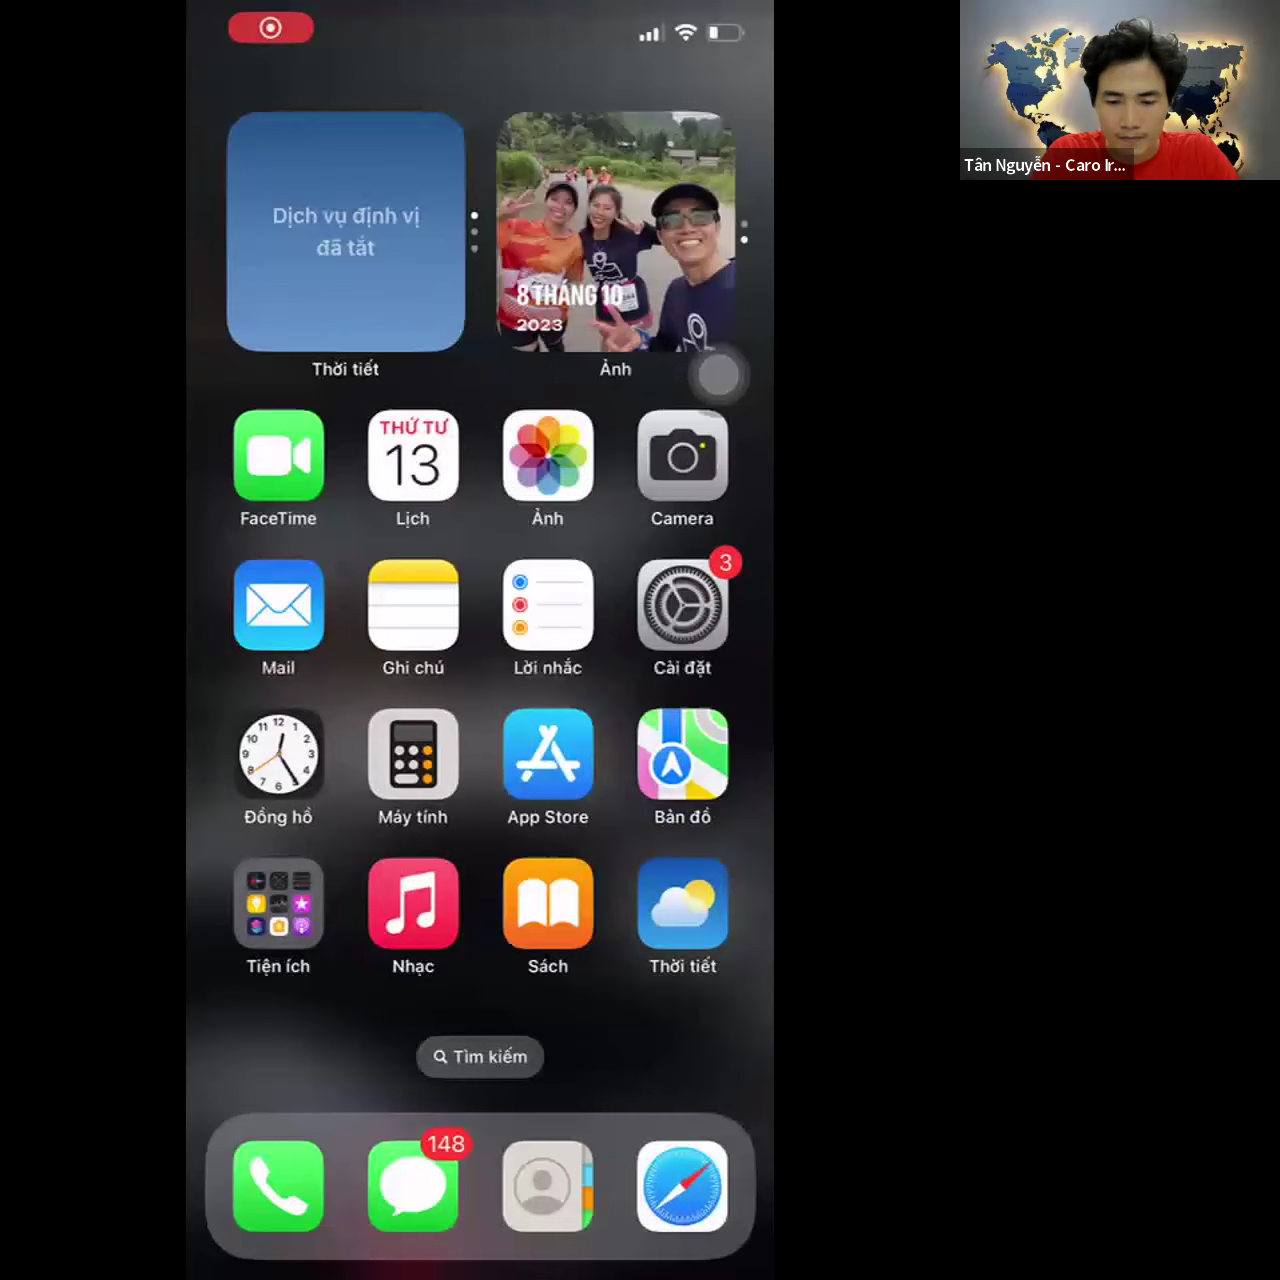 Tân Nguyễn - Caro Ir...
Dịch vụ định vị
đã tắt
8 THÁNG 10
2023
Thời tiết
Ảnh
THỨ TƯ
13
FaceTime
Lịch
Ảnh
Camera
3
Mail
Ghi chú
Lời nhắc
Cài đặt
Đồng hồ
Máy tính
App Store
Bản đồ
Tiện ích
Nhạc
Sách
Thời tiết
Tìm kiếm
148